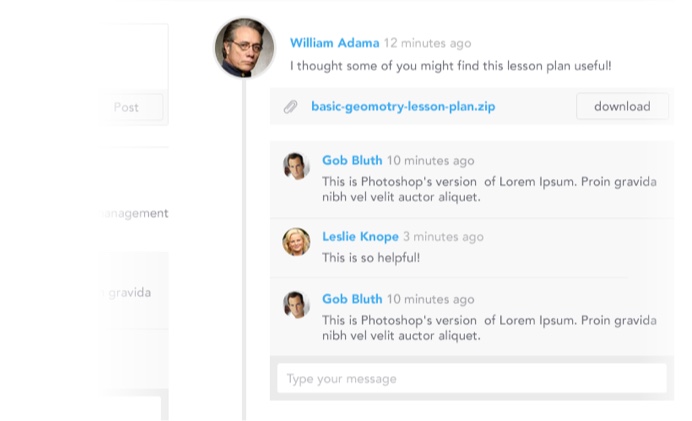 William Adama 12 minutes ago
I thought some of you might find this lesson plan useful!
basic-geomotry-lesson-plan.zip
download
Gob Bluth 10 minutes ago
This is Photoshop's version of Lorem Ipsum. Proin gravida
nibh vel velit auctor aliquet.
Leslie Knope 3 minutes ago
This is so helpful!
Gob Bluth 10 minutes ago
This is Photoshop's version of Lorem Ipsum. Proin gravida
nibh vel velit auctor aliquet.
Type your message
Post
anagement
gravida